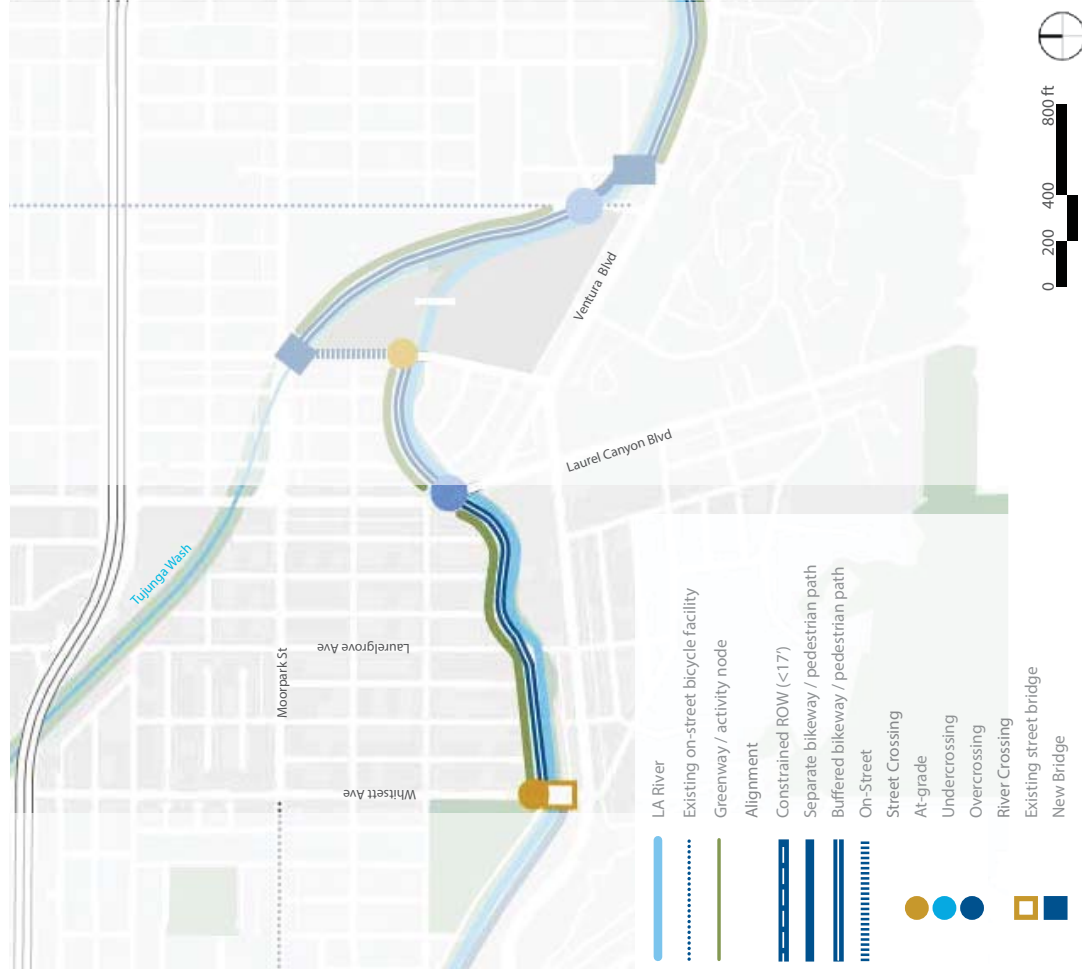 Tujunga Wash
Moorpark St
Laurelgrove Ave
Whitsett Ave
Ventura Blvd
Laurel Canyon Blvd
LA River
Existing on-street bicycle facility
Greenway / activity node
Alignment
Constrained ROW (<17')
Separate bikeway / pedestrian path
Buffered bikeway / pedestrian path
On-Street
Street Crossing
At-grade
Undercrossing
Overcrossing
River Crossing
Existing street bridge
New Bridge
0 200 400 800 ft